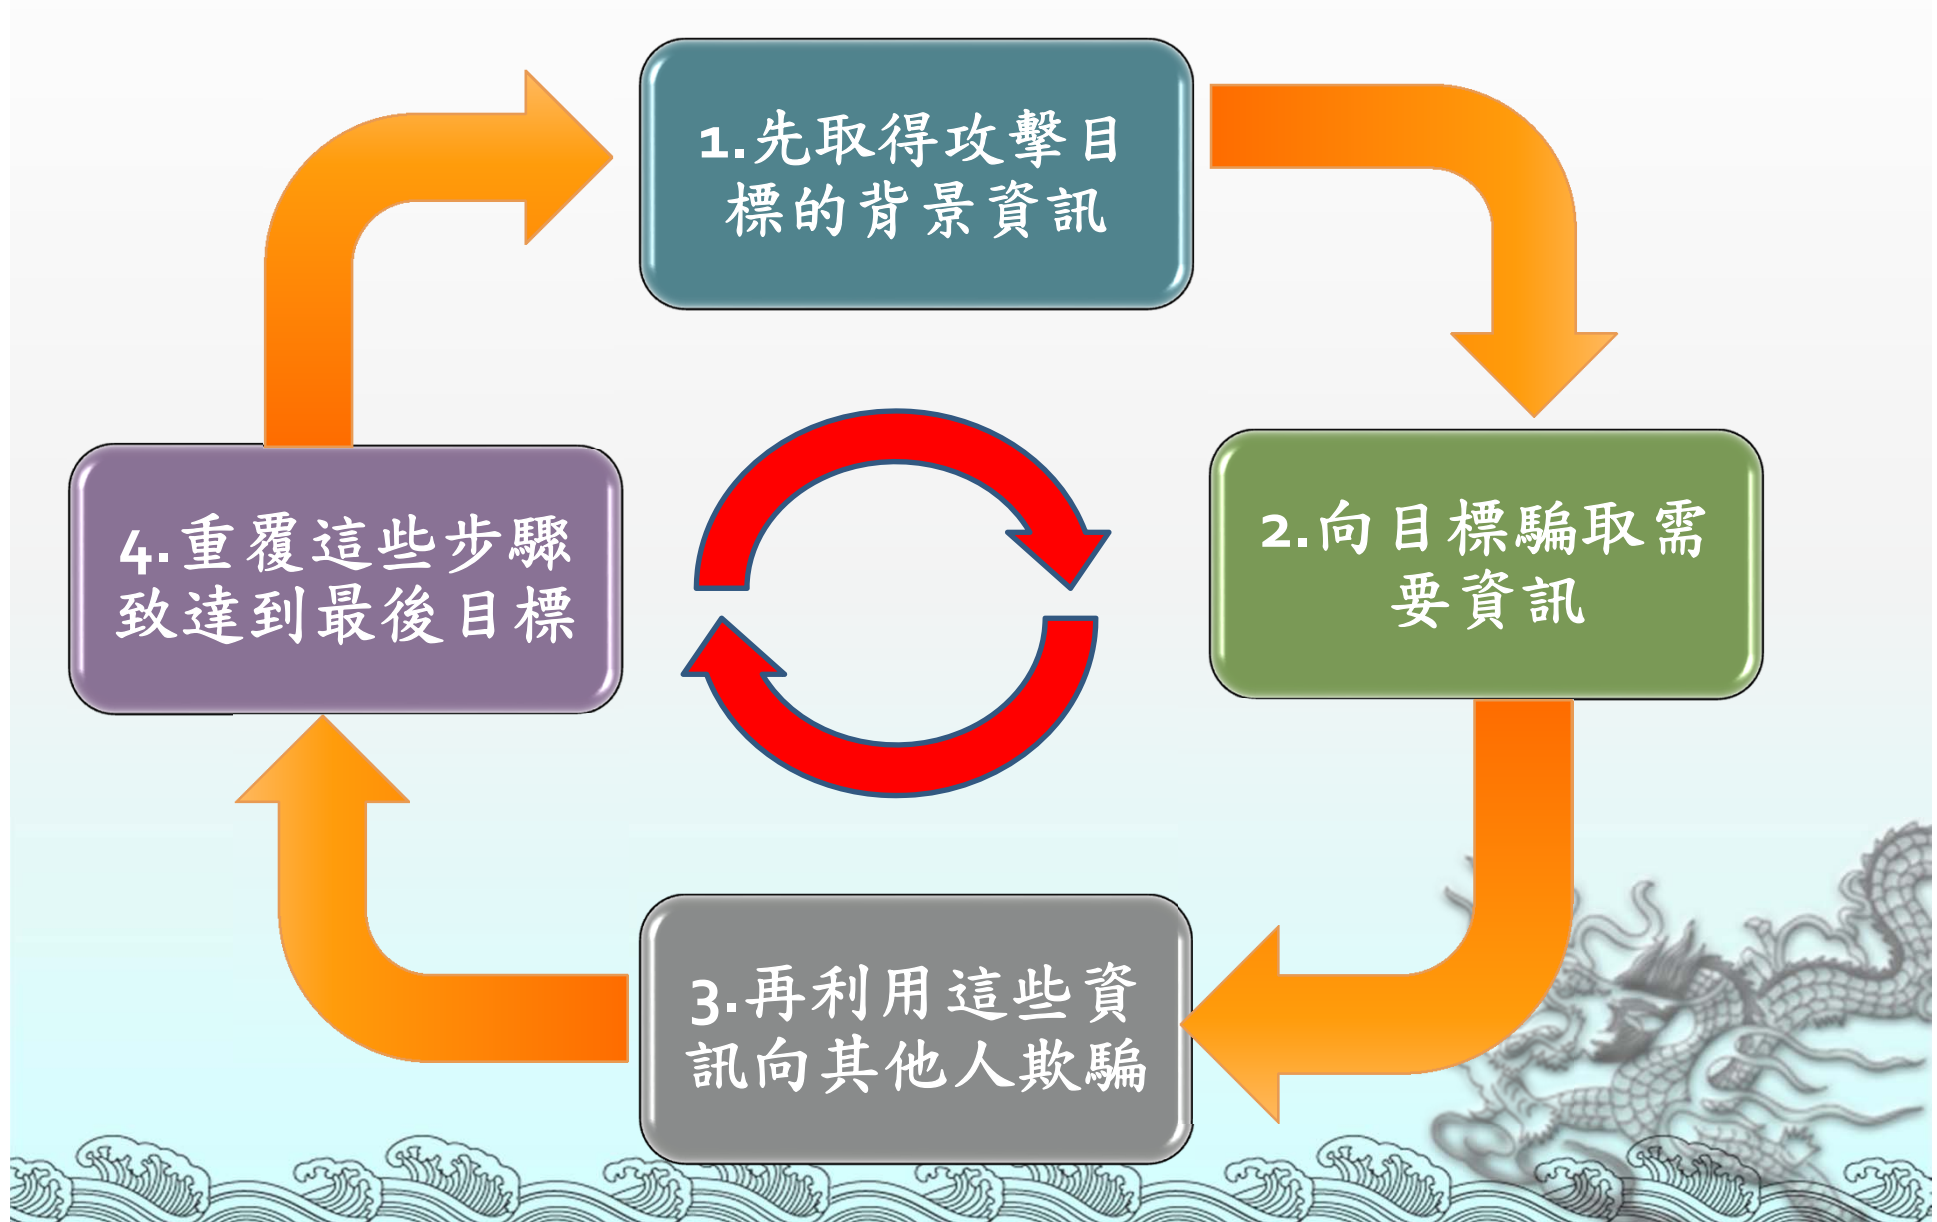 1.先取得攻擊目
標的背景資訊
2.向目標騙取需
要資訊
3.再利用這些資
訊向其他人欺騙
4.重覆這些步驟
致達到最後目標